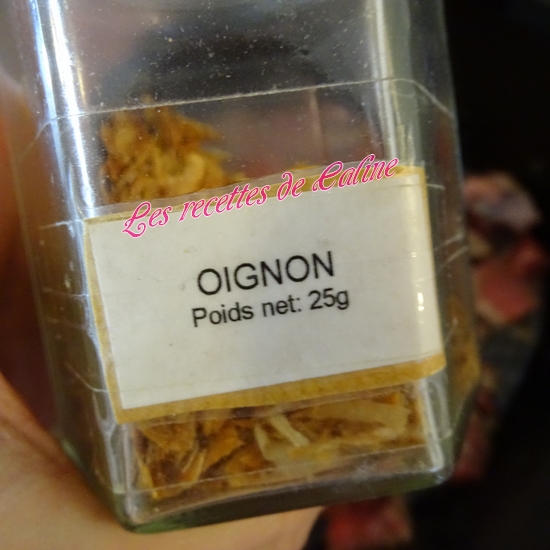 Les recettes de Caline
OIGNON
Poids net: 25g